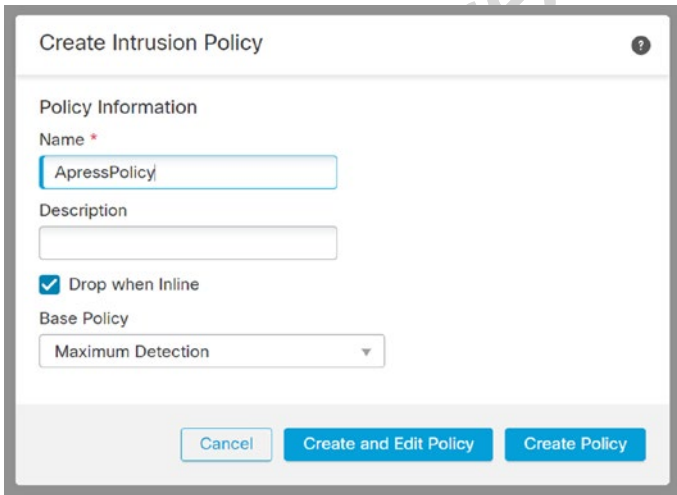 Create Intrusion Policy
?
Policy Information
Name *
ApressPolicy
Description
Drop when Inline
Base Policy
Maximum Detection
Cancel
Create and Edit Policy
Create Policy